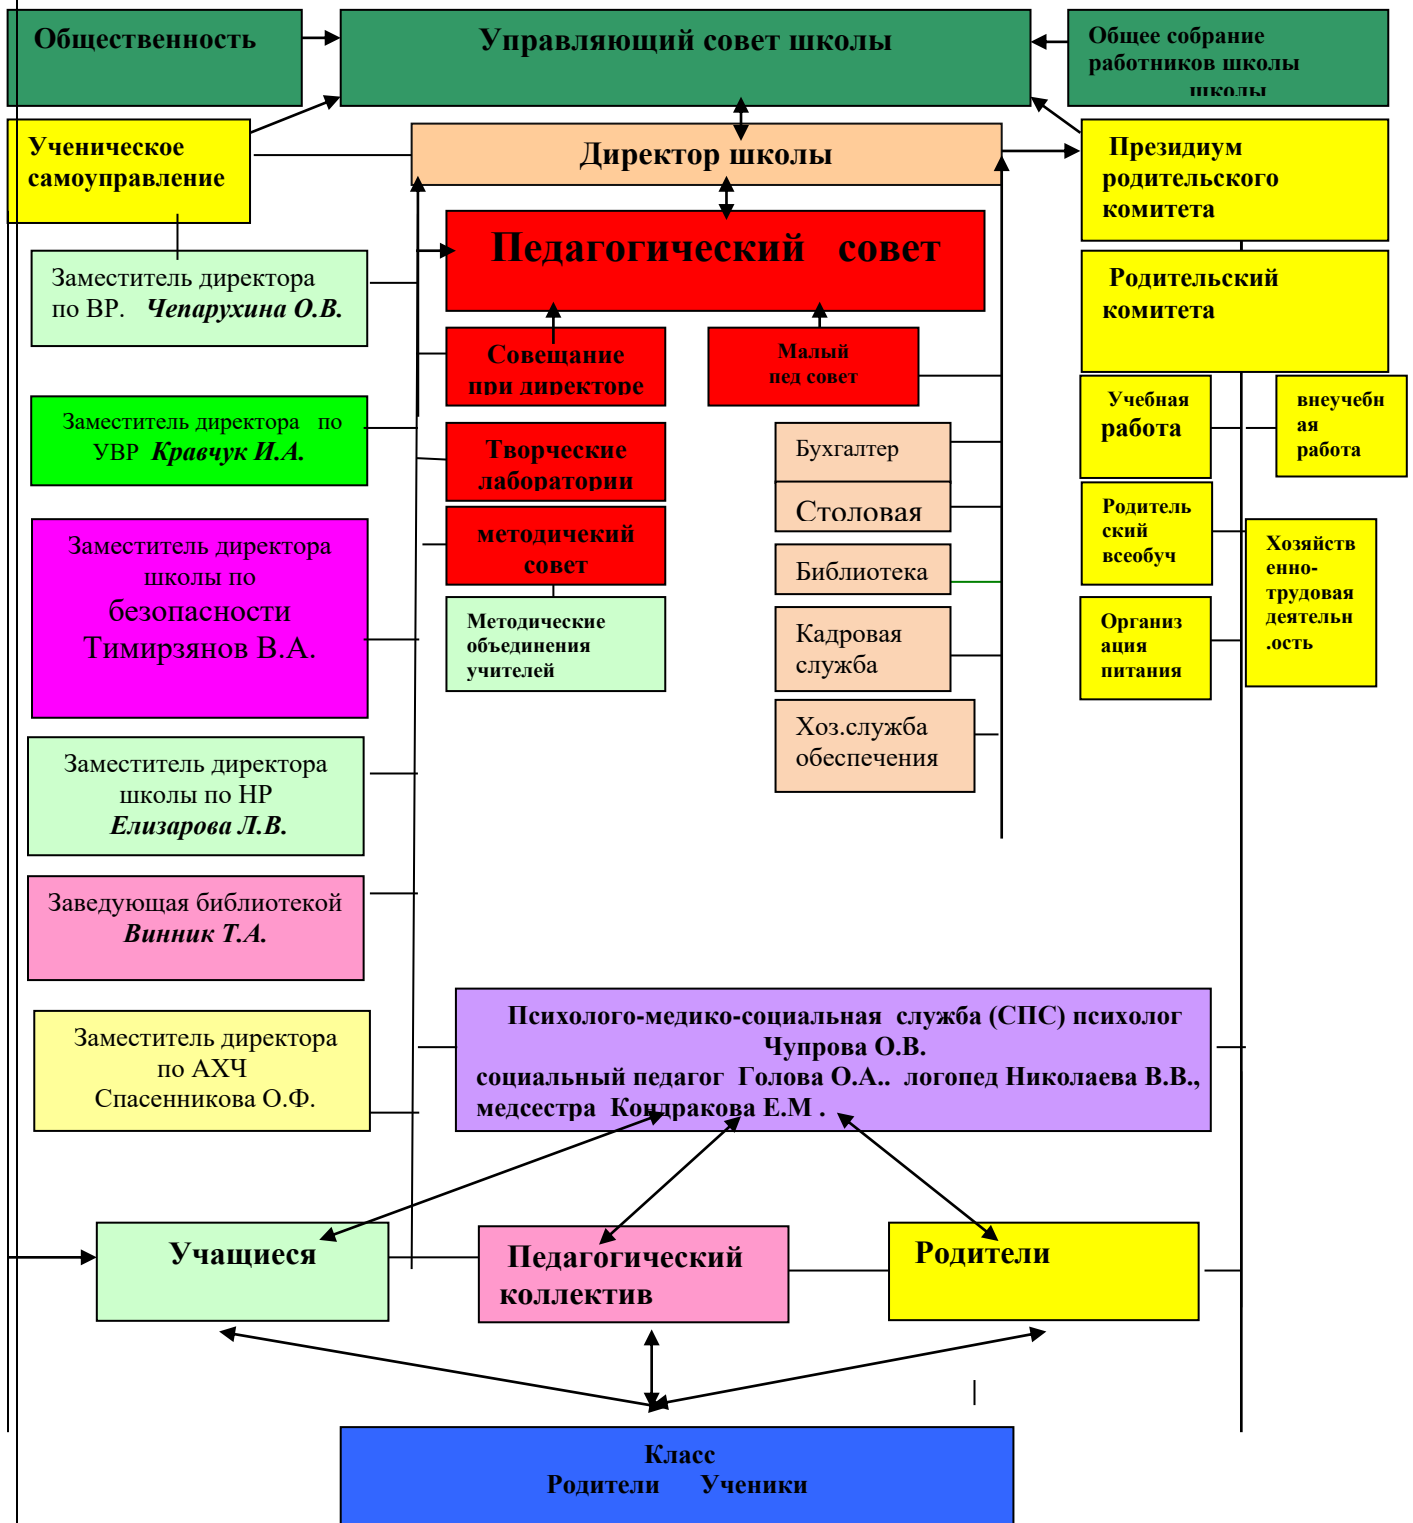 Общественность
Управляющий совет школы
Общее собрание
работников школы
школы
Ученическое
самоуправление
Директор школы
Президиум
родительского
комитета
Педагогический совет
Заместитель директора
по ВР. Чепарухина О.В.
Родительский
комитета
Совещание
при директоре
Малый
пед совет
Учебная
работа
внеучебн
ая
работа
Заместитель директора по
УВР Кравчук И.А.
Творческие
лаборатории
Бухгалтер
Столовая
Родитель
ский
всеобуч
Заместитель директора
школы по
безопасности
Тимирзянов В.А.
методичекий
совет
Библиотека
Хозяйств
енно-
трудовая
деятельн
.ость
Методические
объединения
учителей
Кадровая
служба
Организ
ация
питания
Хоз.служба
обеспечения
Заместитель директора
школы по НР
Елизарова Л.В.
Заведующая библиотекой
Винник Т.А.
Заместитель директора
по АХЧ
Спасенникова О.Ф.
Психолого-медико-социальная служба (СПС) психолог
Чупрова О.В.
социальный педагог Голова О.А.. логопед Николаева В.В.,
медсестра Кондракова Е.М .
Учащиеся
Педагогический
коллектив
Родители
Класс
Родители Ученики